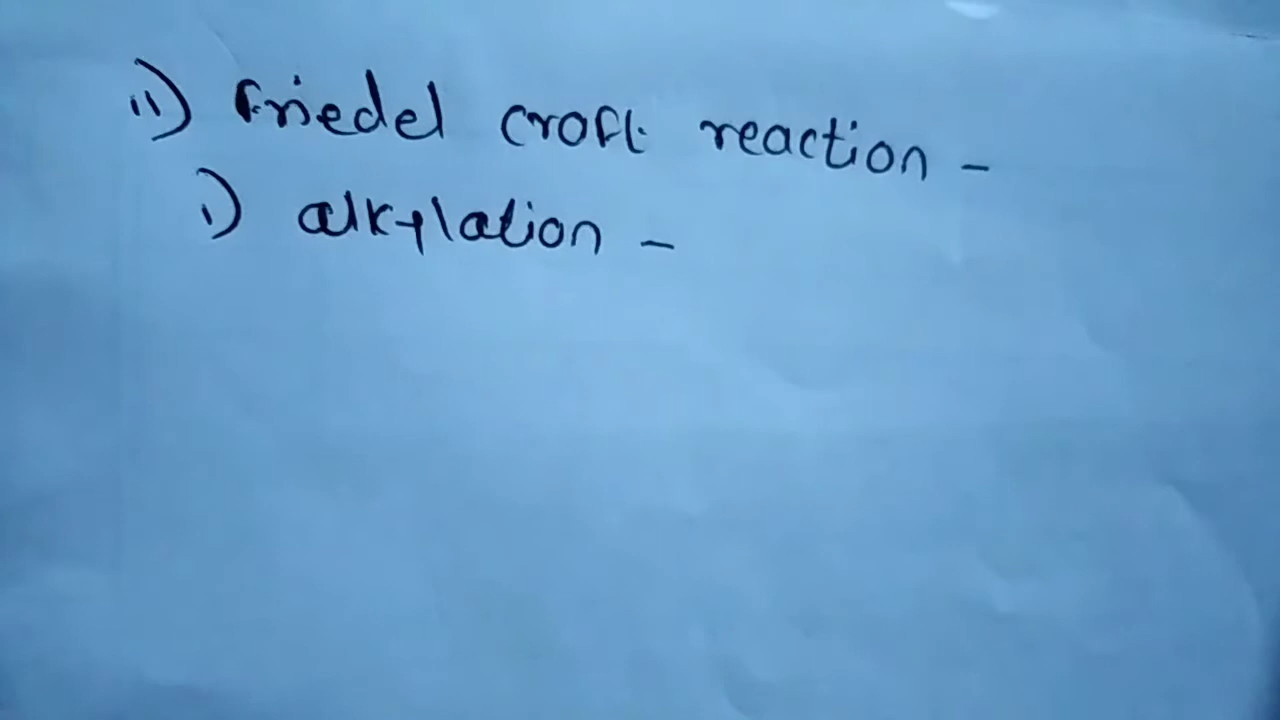 ii) Friedel croft reaction -
i) alkylation -